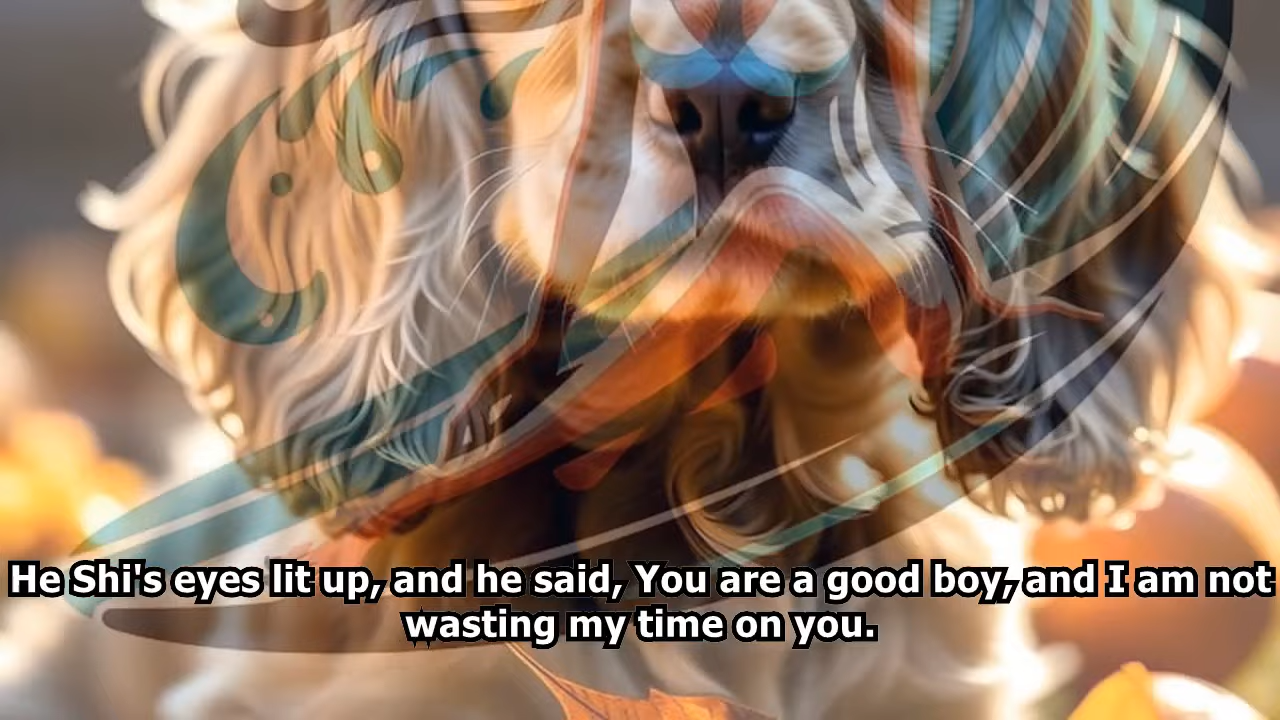 He Shi's eyes lit up, and he said, You are a good boy, and I am not
wasting my time on you.